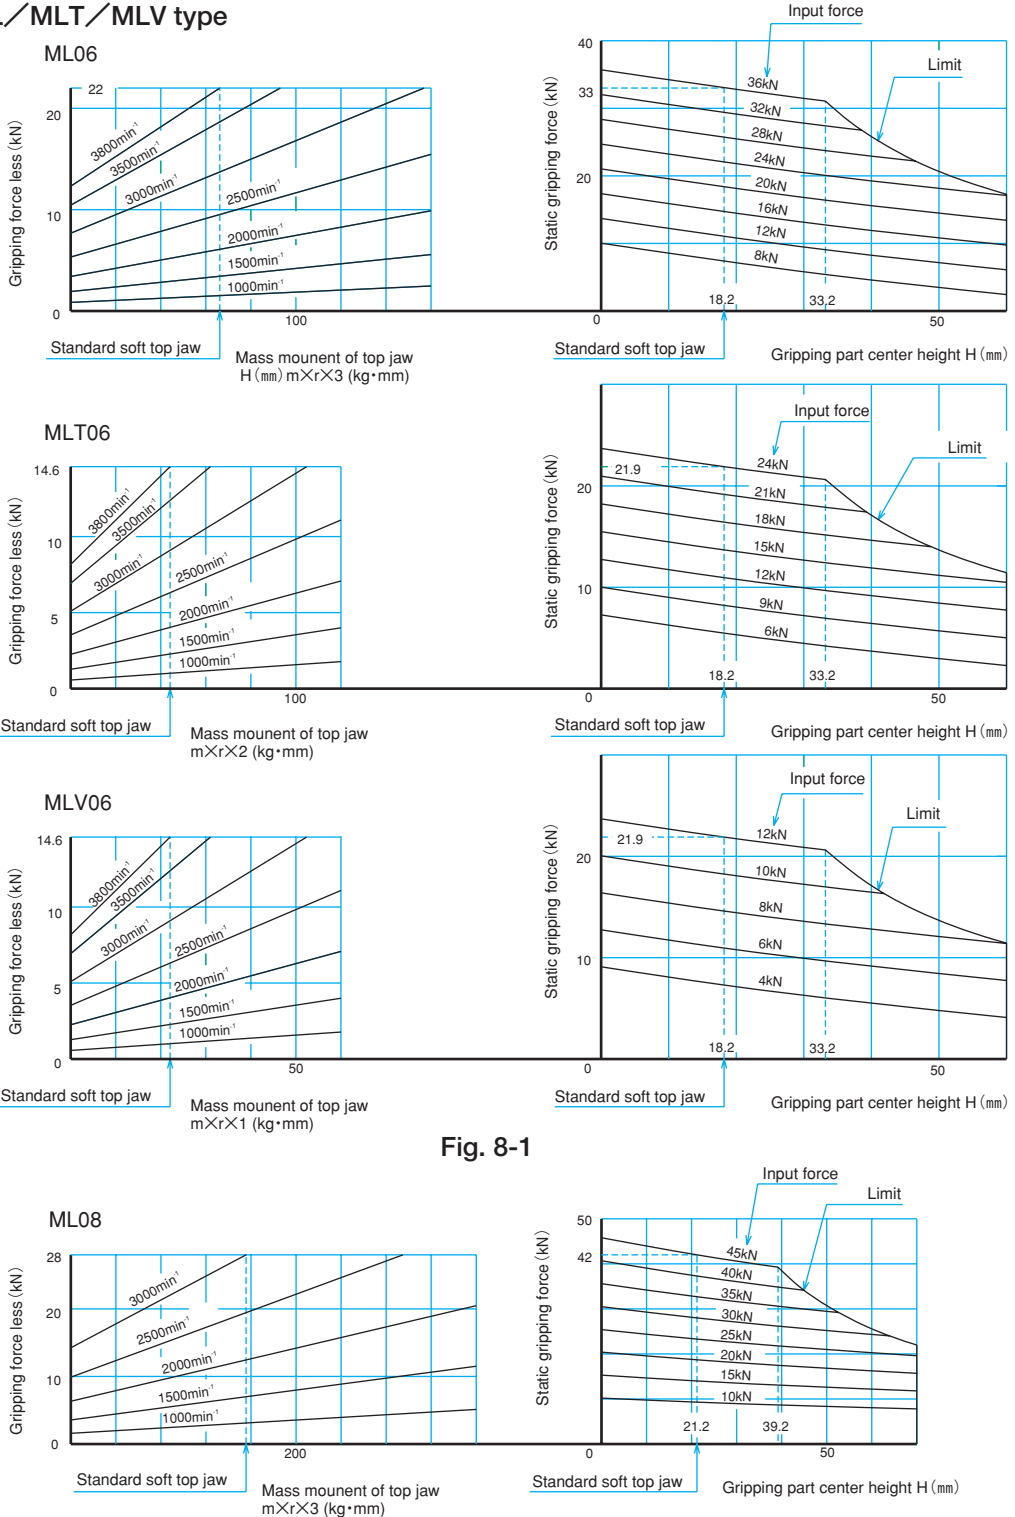 L／MLT／MLV type
ML06
Gripping force less (kN)
22
20
10
0
3800min-1
3500min-1
3000min-1
2500min-1
2000min-1
1500min-1
1000min-1
100
Standard soft top jaw
Mass mounent of top jaw
H(mm) m×r×3 (kg・mm)
Input force
Limit
Static gripping force (kN)
40
33
20
0
36kN
32kN
28kN
24kN
20kN
16kN
12kN
8kN
18.2
33.2
50
Standard soft top jaw
Gripping part center height H (mm)
MLT06
Gripping force less (kN)
14.6
10
5
0
3800min-1
3500min-1
3000min-1
2500min-1
2000min-1
1500min-1
1000min-1
100
Standard soft top jaw
Mass mounent of top jaw
m×r×2 (kg・mm)
Input force
Limit
Static gripping force (kN)
21.9
20
10
0
24kN
21kN
18kN
15kN
12kN
9kN
6kN
18.2
33.2
50
Standard soft top jaw
Gripping part center height H (mm)
MLV06
Gripping force less (kN)
14.6
10
5
0
3800min-1
3500min-1
3000min-1
2500min-1
2000min-1
1500min-1
1000min-1
50
Standard soft top jaw
Mass mounent of top jaw
m×r×1 (kg・mm)
Input force
Limit
Static gripping force (kN)
21.9
20
10
0
12kN
10kN
8kN
6kN
4kN
18.2
33.2
50
Standard soft top jaw
Gripping part center height H (mm)
Fig. 8-1
ML08
Gripping force less (kN)
28
20
10
0
3000min-1
2500min-1
2000min-1
1500min-1
1000min-1
200
Standard soft top jaw
Mass mounent of top jaw
m×r×3 (kg・mm)
Input force
Limit
Static gripping force (kN)
50
42
0
45kN
40kN
35kN
30kN
25kN
20kN
15kN
10kN
21.2
39.2
50
Standard soft top jaw
Gripping part center height H (mm)